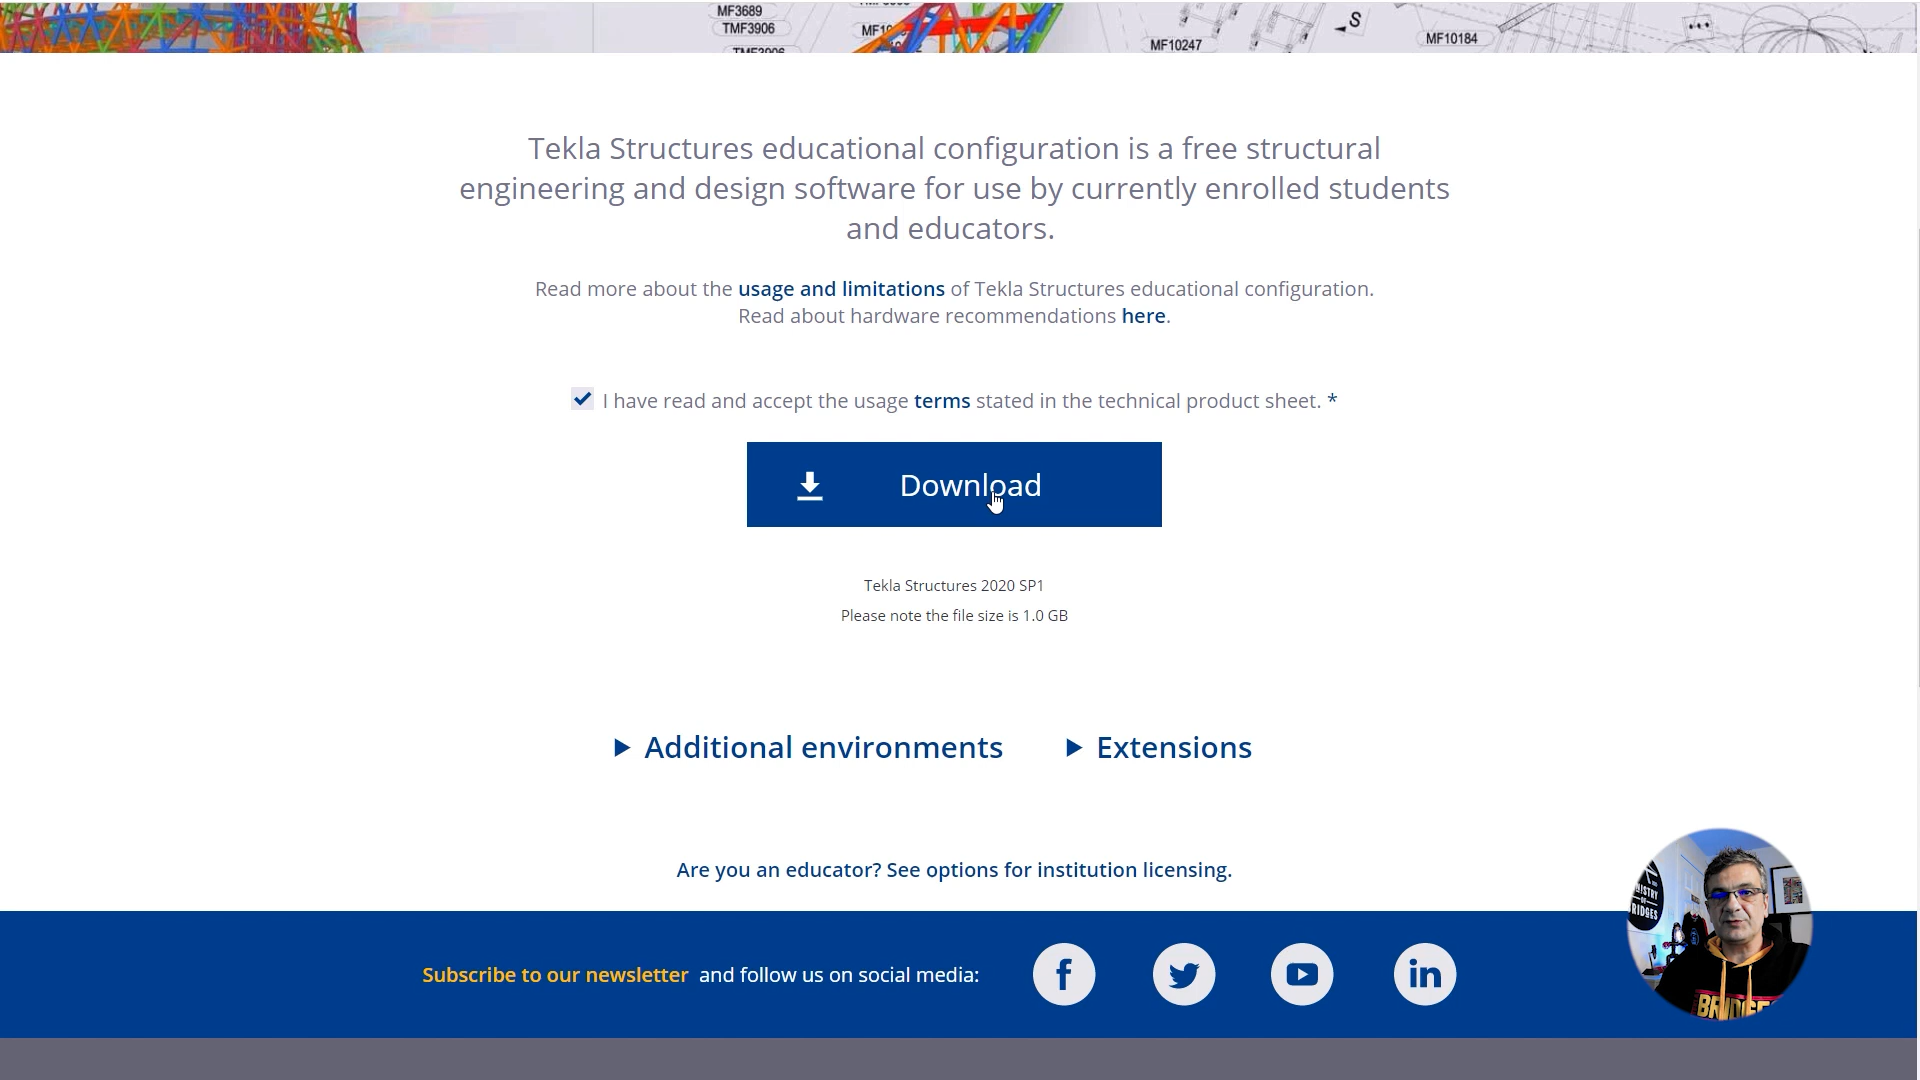 MF3689
TMF3906
MF10247
MF10184
S
Tekla Structures educational configuration is a free structural
engineering and design software for use by currently enrolled students
and educators.
Read more about the usage and limitations of Tekla Structures educational configuration.
Read about hardware recommendations here.
I have read and accept the usage terms stated in the technical product sheet. *
Download
Tekla Structures 2020 SP1
Please note the file size is 1.0 GB
Additional environments
Extensions
Are you an educator? See options for institution licensing.
Subscribe to our newsletter and follow us on social media: